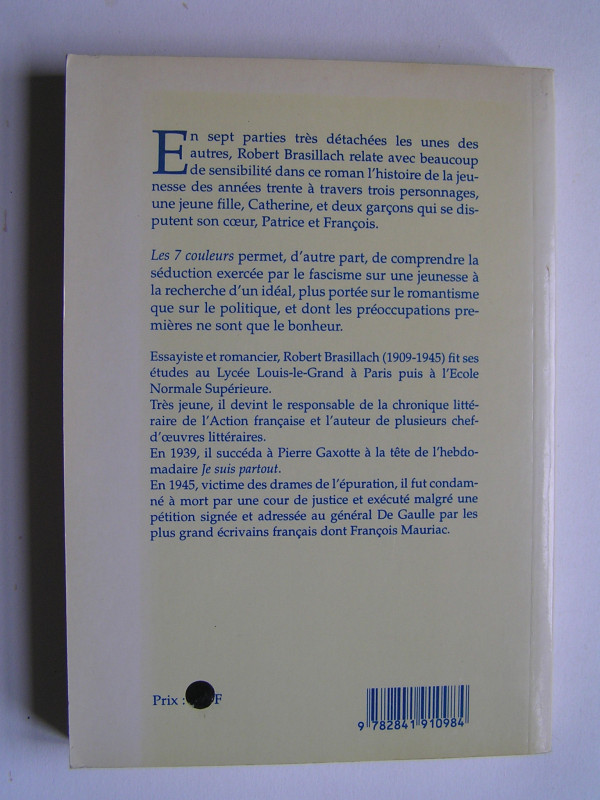 En sept parties très détachées les unes des
autres, Robert Brasillach relate avec beaucoup
de sensibilité dans ce roman l'histoire de la jeu-
nesse des années trente à travers trois personnages,
une jeune fille, Catherine, et deux garçons qui se dis-
putent son cœur, Patrice et François.
Les 7 couleurs permet, d'autre part, de comprendre la
séduction exercée par le fascisme sur une jeunesse à
la recherche d'un idéal, plus portée sur le romantisme
que sur le politique, et dont les préoccupations pre-
mières ne sont que le bonheur.
Essayiste et romancier, Robert Brasillach (1909-1945) fit ses
études au Lycée Louis-le-Grand à Paris puis à l'Ecole
Normale Supérieure.
Très jeune, il devint le responsable de la chronique litté-
raire de l'Action française et l'auteur de plusieurs chef-
d'œuvres littéraires.
En 1939, il succéda à Pierre Gaxotte à la tête de l'hebdo-
madaire Je suis partout.
En 1945, victime des drames de l'épuration, il fut condam-
né à mort par une cour de justice et exécuté malgré une
pétition signée et adressée au général De Gaulle par les
plus grand écrivains français dont François Mauriac.
Prix : F
9 782841 910984